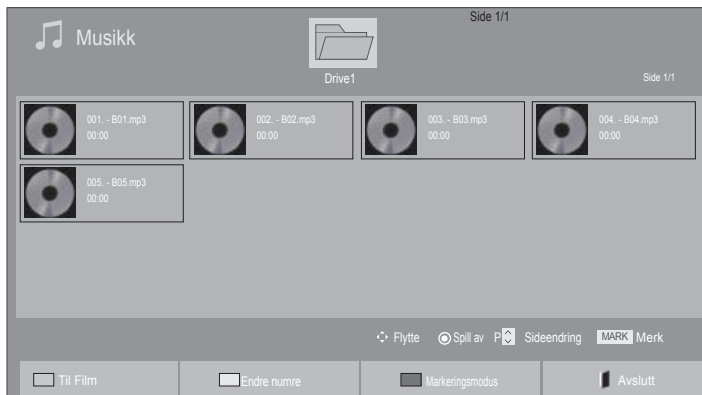 Side 1/1
Musikk
Drive1
Side 1/1
001. - B01.mp3
00:00
002. - B02.mp3
00:00
003. - B03.mp3
00:00
004. - B04.mp3
00:00
005. - B05.mp3
00:00
Flytte Spill av P Sideendring MARK Merk
Til Film Endre numre Markeringsmodus Avslutt